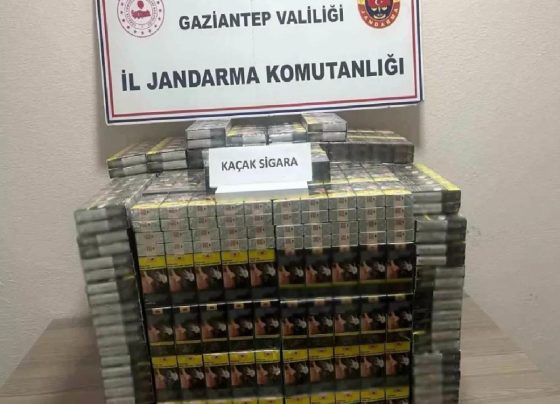 GAZİANTEP VALİLİĞİ
İL JANDARMA KOMUTANLIĞI
KAÇAK SİGARA